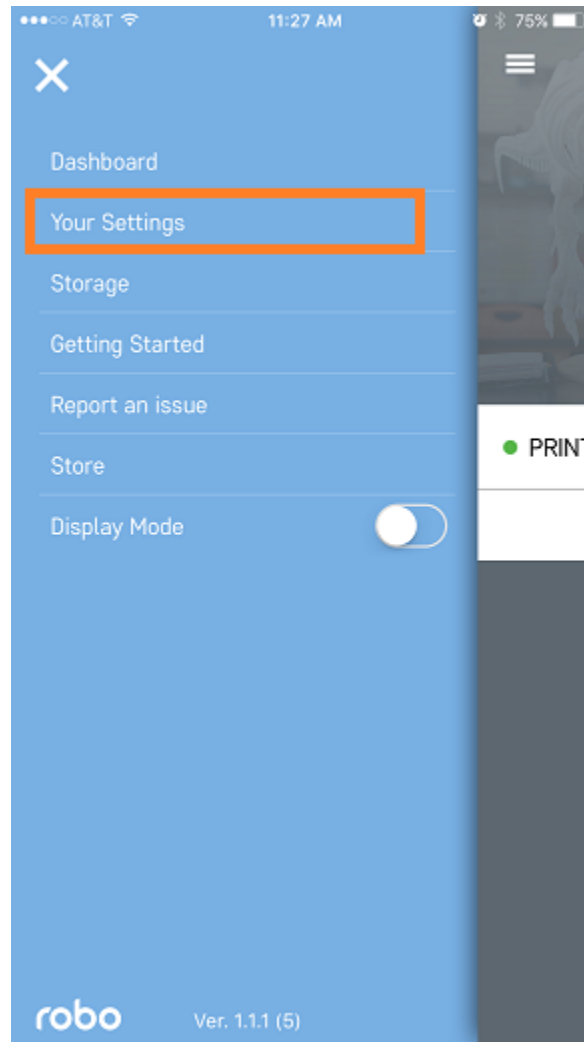 AT&T 11:27 AM 75%
Dashboard
Your Settings
Storage
Getting Started
Report an issue
PRINT
Store
Display Mode
robo Ver. 1.1.1 (5)